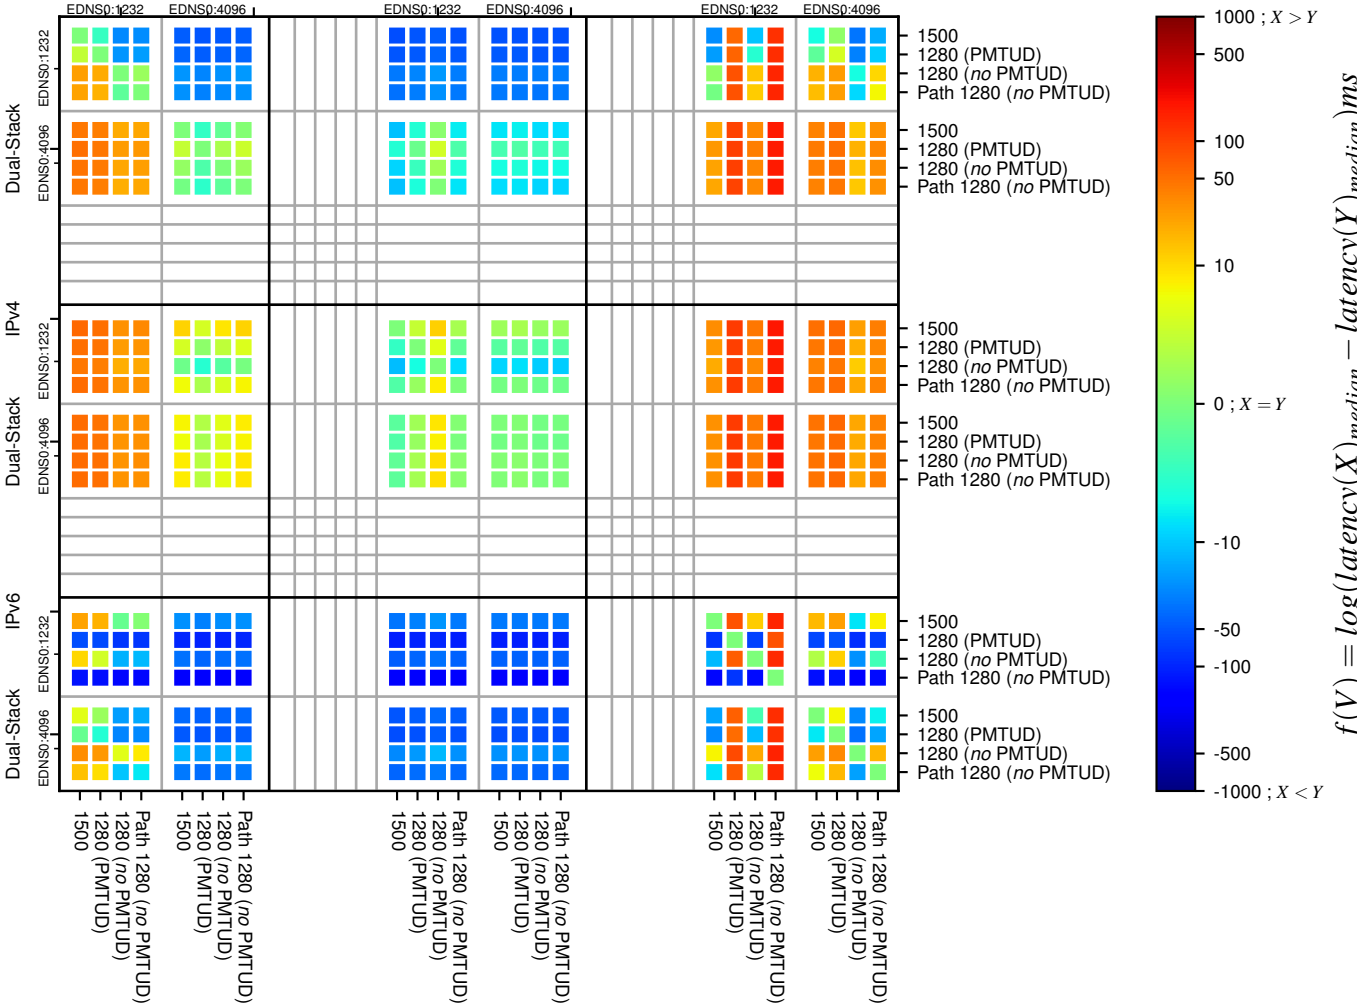 EDNS0:1232
EDNS0:4096
EDNS0:1232
EDNS0:4096
EDNS0:1232
EDNS0:4096
Dual-Stack
EDNS0:1232
EDNS0:4096
1500
1280 (PMTUD)
1280 (no PMTUD)
Path 1280 (no PMTUD)
1500
1280 (PMTUD)
1280 (no PMTUD)
Path 1280 (no PMTUD)
IPv4
Dual-Stack
EDNS0:1232
EDNS0:4096
1500
1280 (PMTUD)
1280 (no PMTUD)
Path 1280 (no PMTUD)
1500
1280 (PMTUD)
1280 (no PMTUD)
Path 1280 (no PMTUD)
IPv6
Dual-Stack
EDNS0:1232
EDNS0:4096
1500
1280 (PMTUD)
1280 (no PMTUD)
Path 1280 (no PMTUD)
1500
1280 (PMTUD)
1280 (no PMTUD)
Path 1280 (no PMTUD)
1500
1280 (PMTUD)
1280 (no PMTUD)
Path 1280 (no PMTUD)
1500
1280 (PMTUD)
1280 (no PMTUD)
Path 1280 (no PMTUD)
1500
1280 (PMTUD)
1280 (no PMTUD)
Path 1280 (no PMTUD)
1500
1280 (PMTUD)
1280 (no PMTUD)
Path 1280 (no PMTUD)
1500
1280 (PMTUD)
1280 (no PMTUD)
Path 1280 (no PMTUD)
1500
1280 (PMTUD)
1280 (no PMTUD)
Path 1280 (no PMTUD)
1000 ; X > Y
500
100
50
10
0 ; X = Y
-10
-50
-100
-500
-1000 ; X < Y
f(V) = log(latency(X)median − latency(Y)median)ms